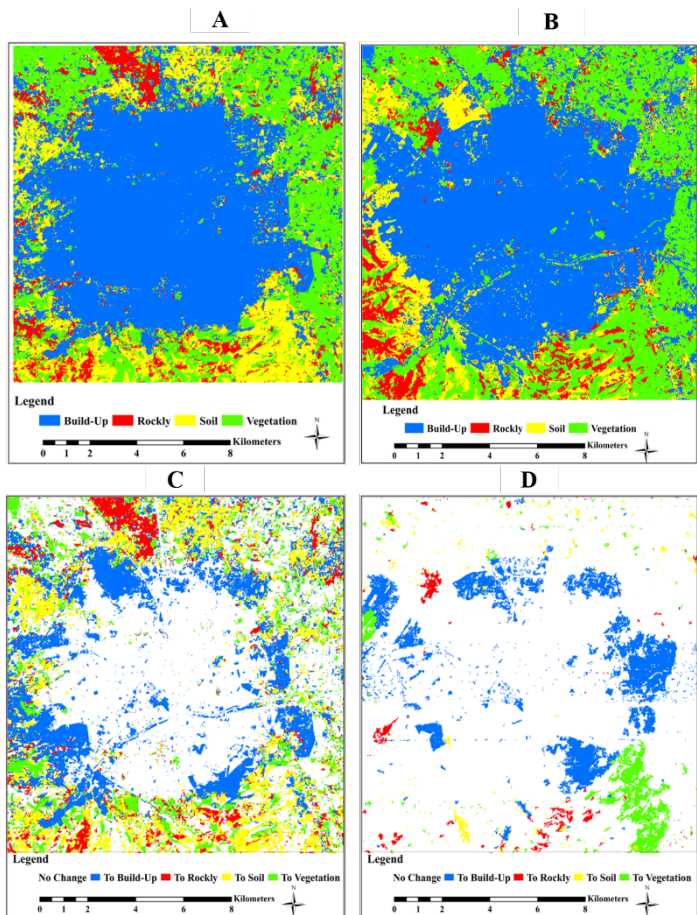 A
B
Legend
Build-Up Rockly Soil Vegetation
Kilometers
0 1 2 4 6 8
N
Legend
Build-Up Rockly Soil Vegetation
Kilometers
0 1 2 4 6 8
N
C
D
Legend
No Change To Build-Up To Rockly To Soil To Vegetation
Kilometers
0 1 2 4 6 8
N
Legend
No Change To Build-Up To Rockly To Soil To Vegetation
Kilometers
0 1 2 4 6 8
N